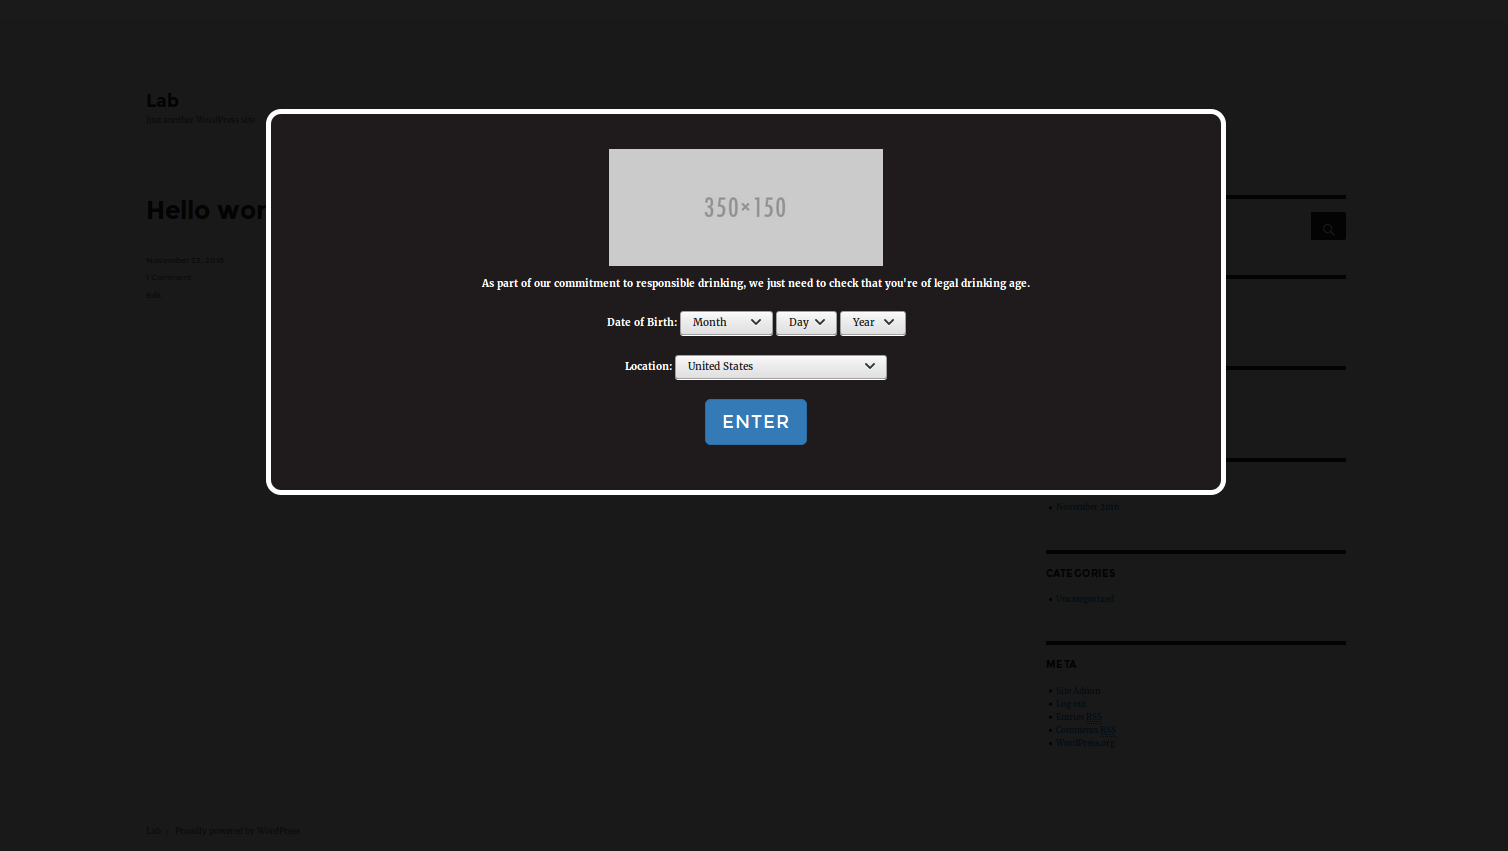 Lab
Just another WordPress site
350×150
Hello wor
As part of our commitment to responsible drinking, we just need to check that you're of legal drinking age.
November 23, 2016
1 Comment
Edit
Date of Birth: Month Day Year
Location: United States
ENTER
November 2016
CATEGORIES
Uncategorized
META
Site Admin
Log out
Entries RSS
Comments RSS
WordPress.org
Lab / Proudly powered by WordPress